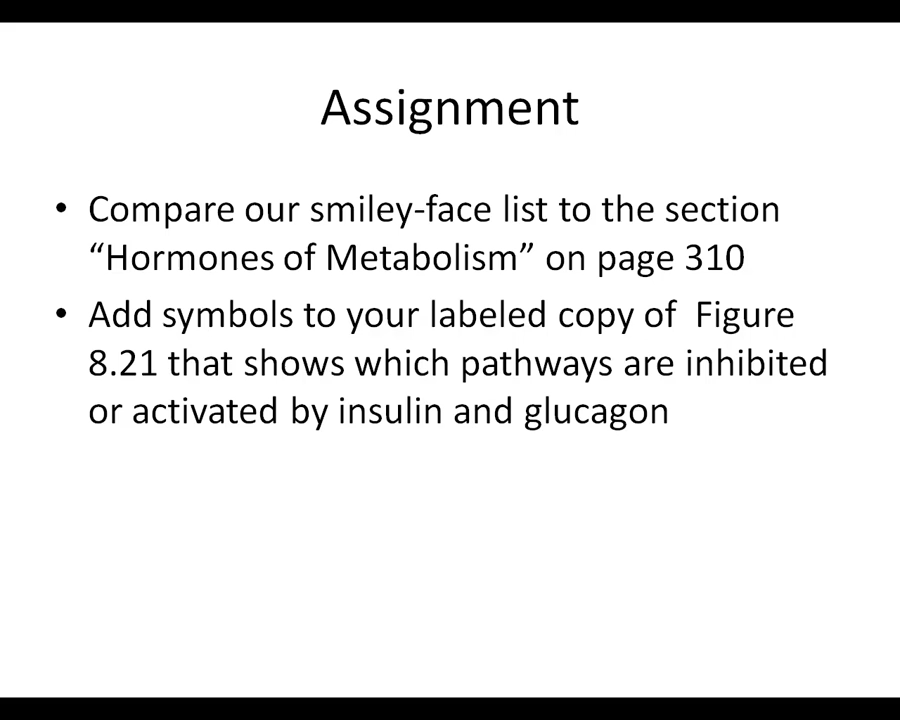 Assignment
• Compare our smiley-face list to the section
“Hormones of Metabolism” on page 310
• Add symbols to your labeled copy of  Figure
8.21 that shows which pathways are inhibited
or activated by insulin and glucagon